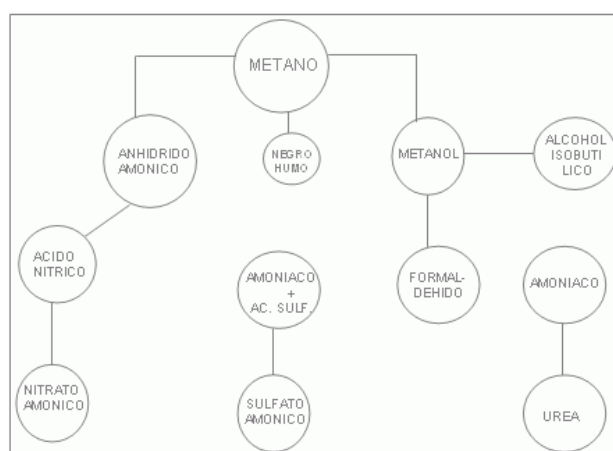 METANO
ANHIDRIDO
AMONICO
NEGRO
HUMO
METANOL
ALCOHOL
ISOBUTI
LICO
ACIDO
NITRICO
AMONIACO
+
AC. SULF.
FORMAL-
DEHIDO
AMONIACO
NITRATO
AMONICO
SULFATO
AMONICO
UREA